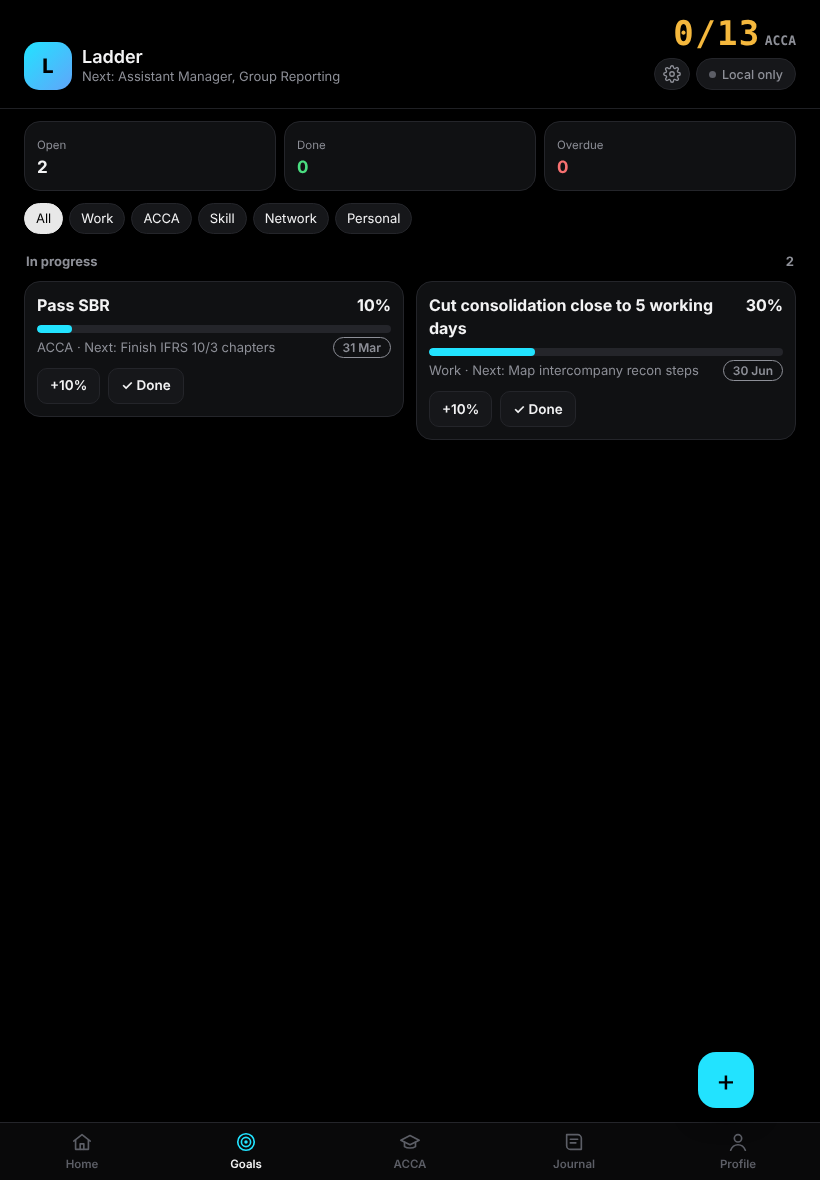 0/13 ACCA
L
Ladder
Next: Assistant Manager, Group Reporting
Local only
Open
2
Done
0
Overdue
0
All
Work
ACCA
Skill
Network
Personal
In progress
2
Pass SBR
10%
ACCA · Next: Finish IFRS 10/3 chapters
31 Mar
+10%
✓ Done
Cut consolidation close to 5 working
days
30%
Work · Next: Map intercompany recon steps
30 Jun
+10%
✓ Done
+
Home
Goals
ACCA
Journal
Profile